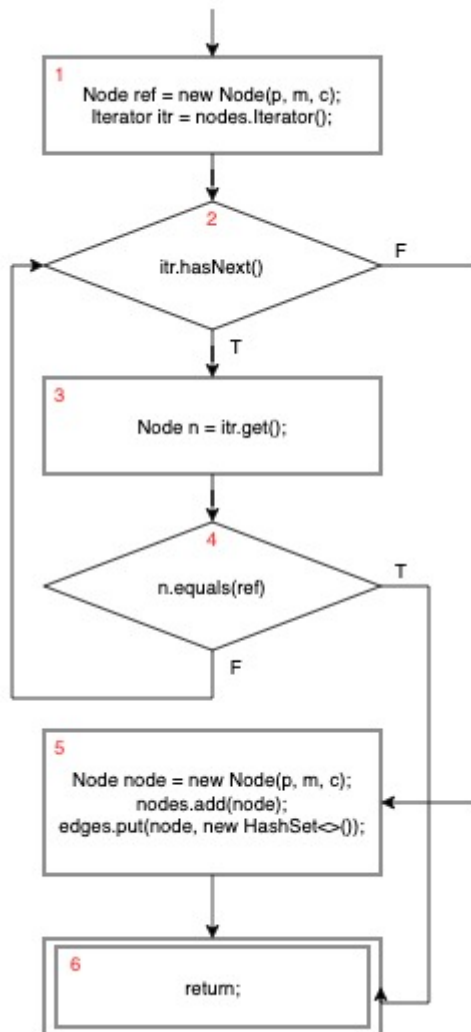 1
Node ref = new Node(p, m, c);
Iterator itr = nodes.Iterator();
2
itr.hasNext()
F
T
3
Node n = itr.get();
4
n.equals(ref)
T
F
5
Node node = new Node(p, m, c);
nodes.add(node);
edges.put(node, new HashSet<>());
6
return;